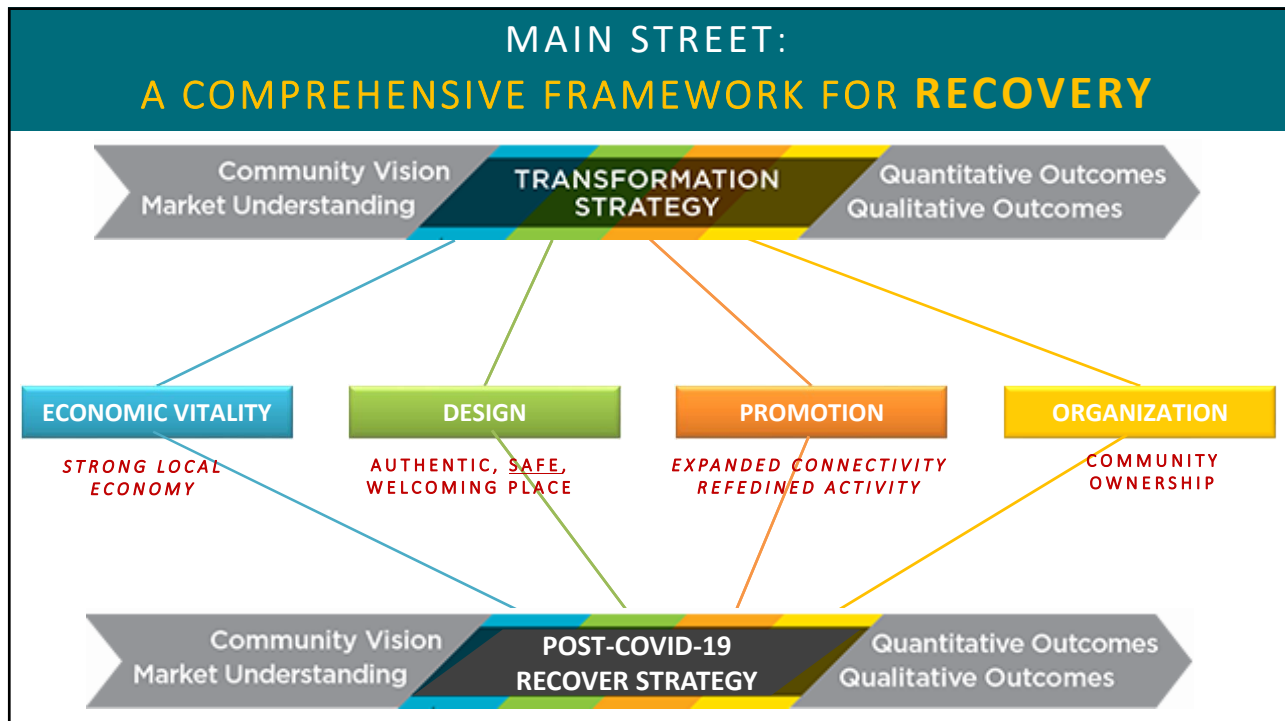 MAIN STREET:
A COMPREHENSIVE FRAMEWORK FOR RECOVERY
Community Vision
Market Understanding
TRANSFORMATION
STRATEGY
Quantitative Outcomes
Qualitative Outcomes
ECONOMIC VITALITY
STRONG LOCAL
ECONOMY
DESIGN
AUTHENTIC, SAFE,
WELCOMING PLACE
PROMOTION
EXPANDED CONNECTIVITY
REFEDINED ACTIVITY
ORGANIZATION
COMMUNITY
OWNERSHIP
Community Vision
Market Understanding
POST-COVID-19
RECOVER STRATEGY
Quantitative Outcomes
Qualitative Outcomes